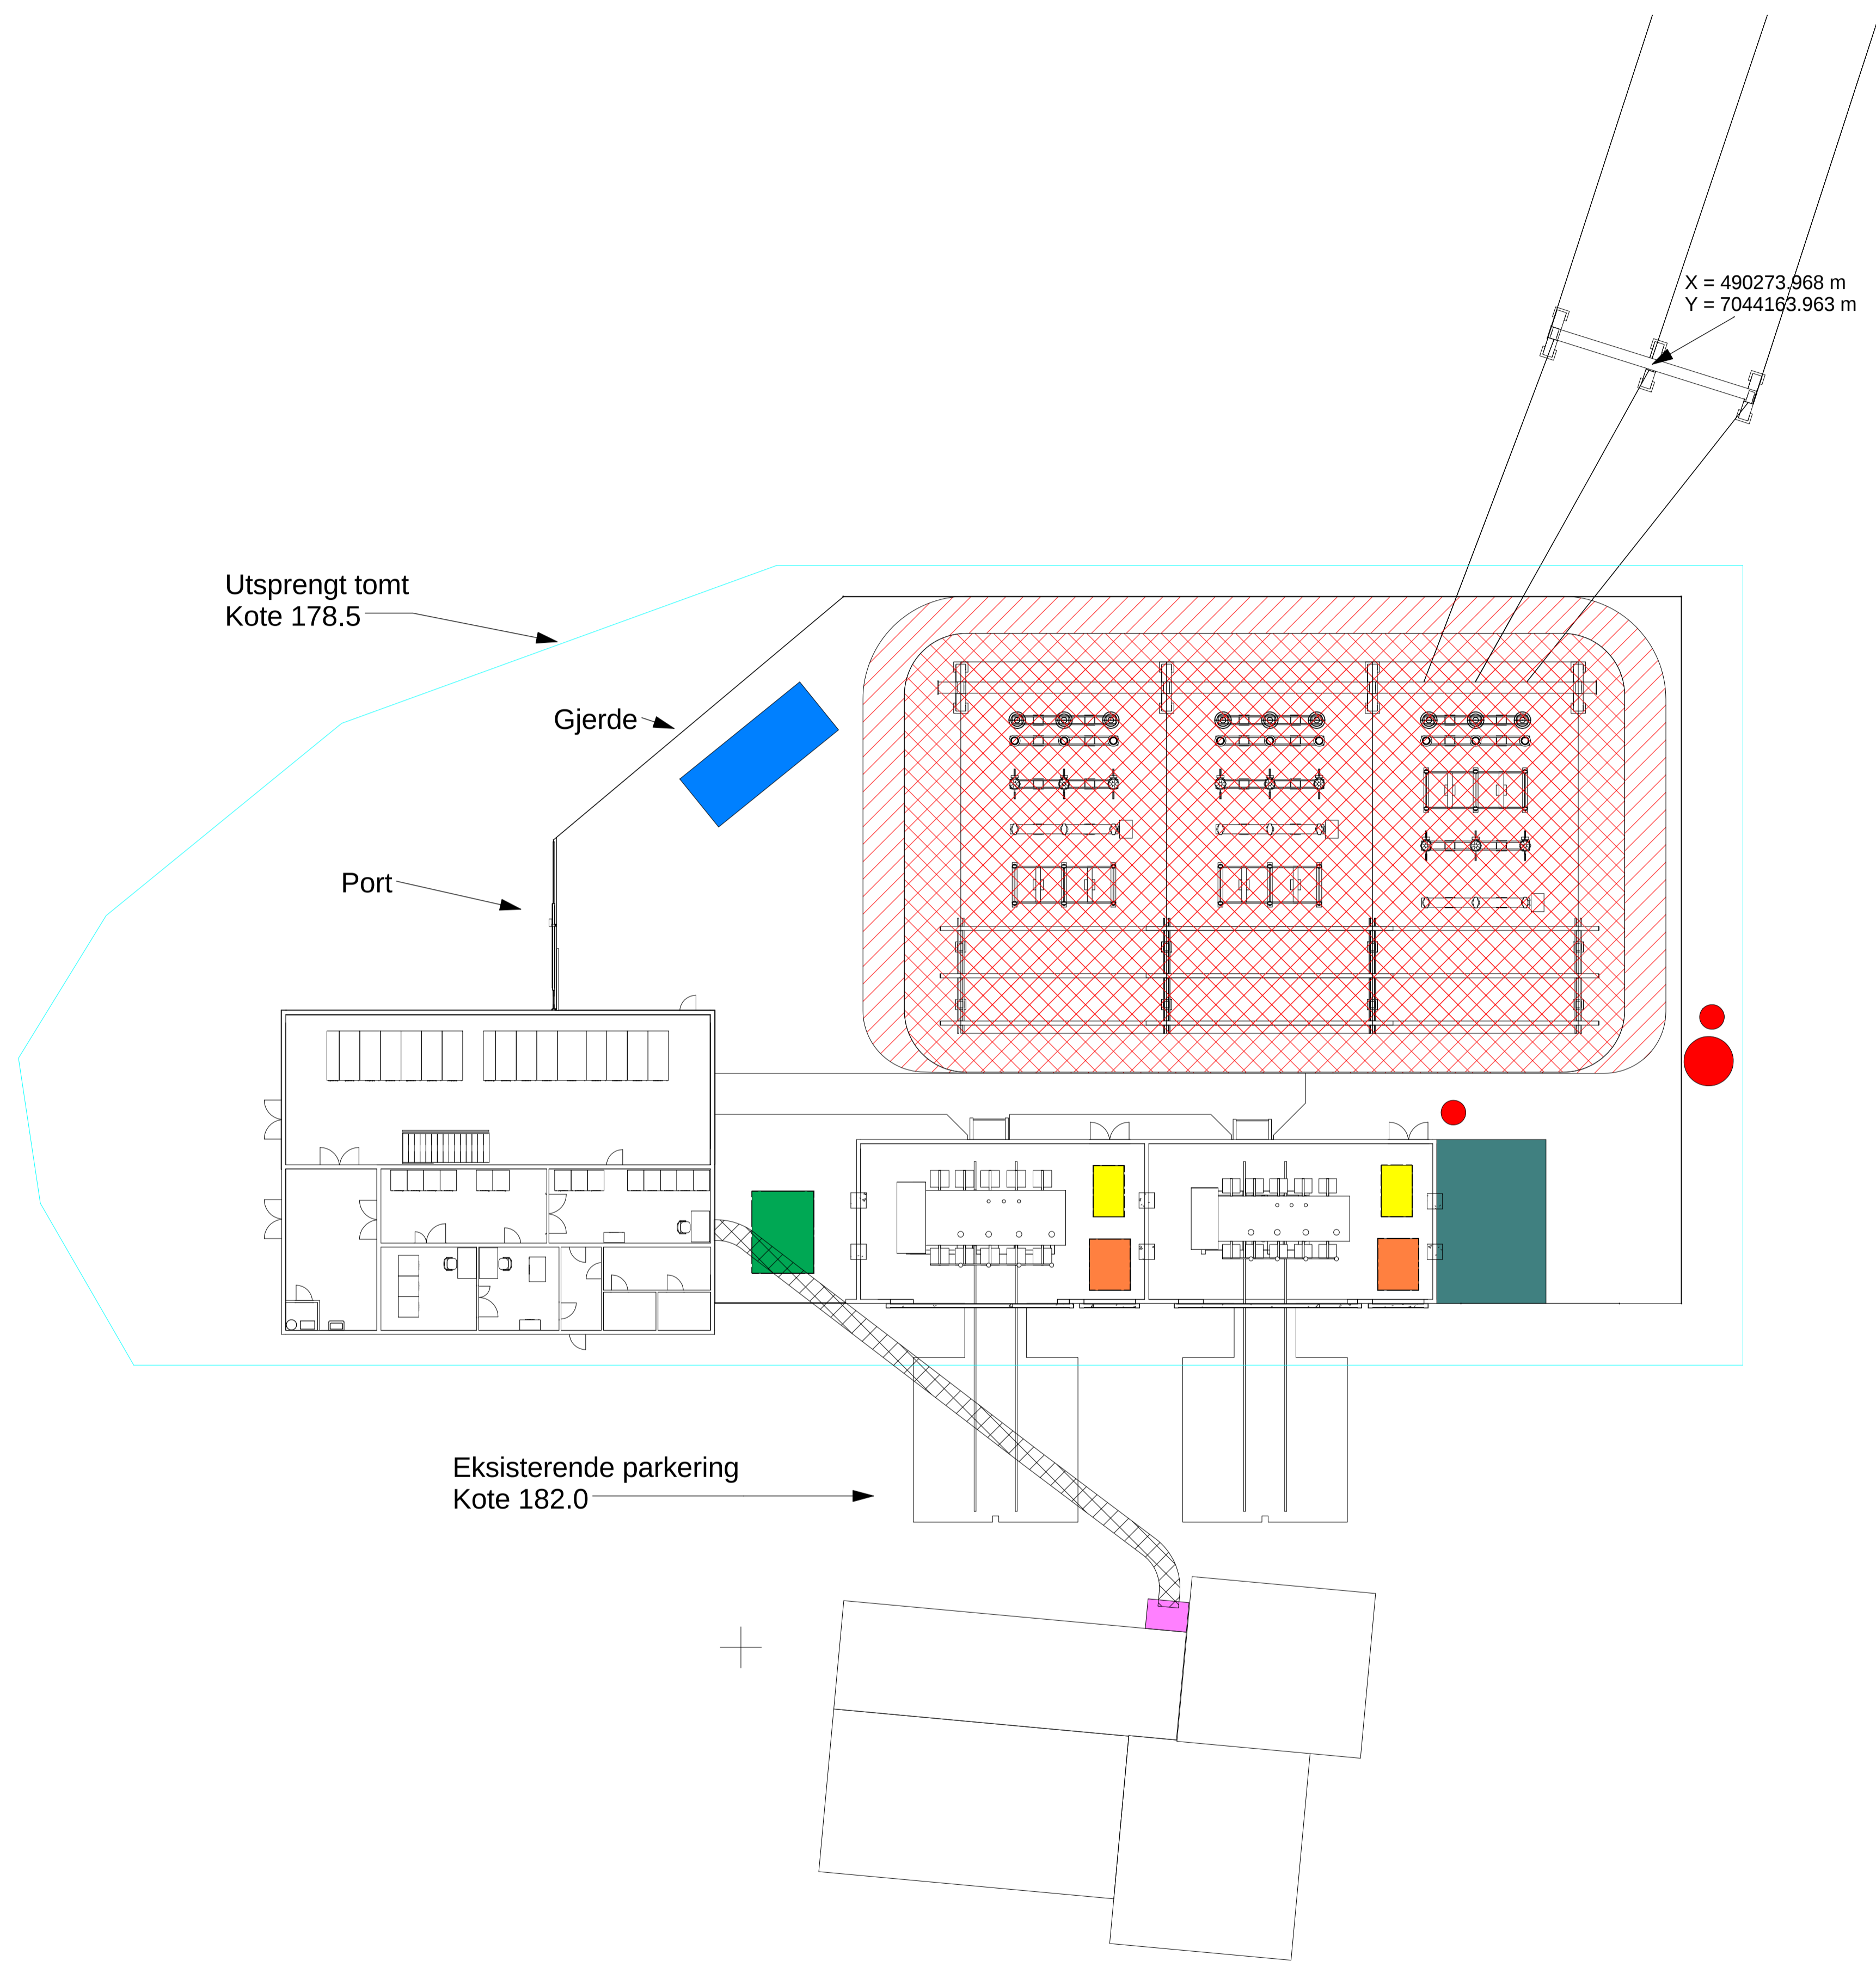 X = 490273.968 m
Y = 7044163.963 m
Utsprengt tomt
Kote 178.5
Gjerde
Port
Eksisterende parkering
Kote 182.0